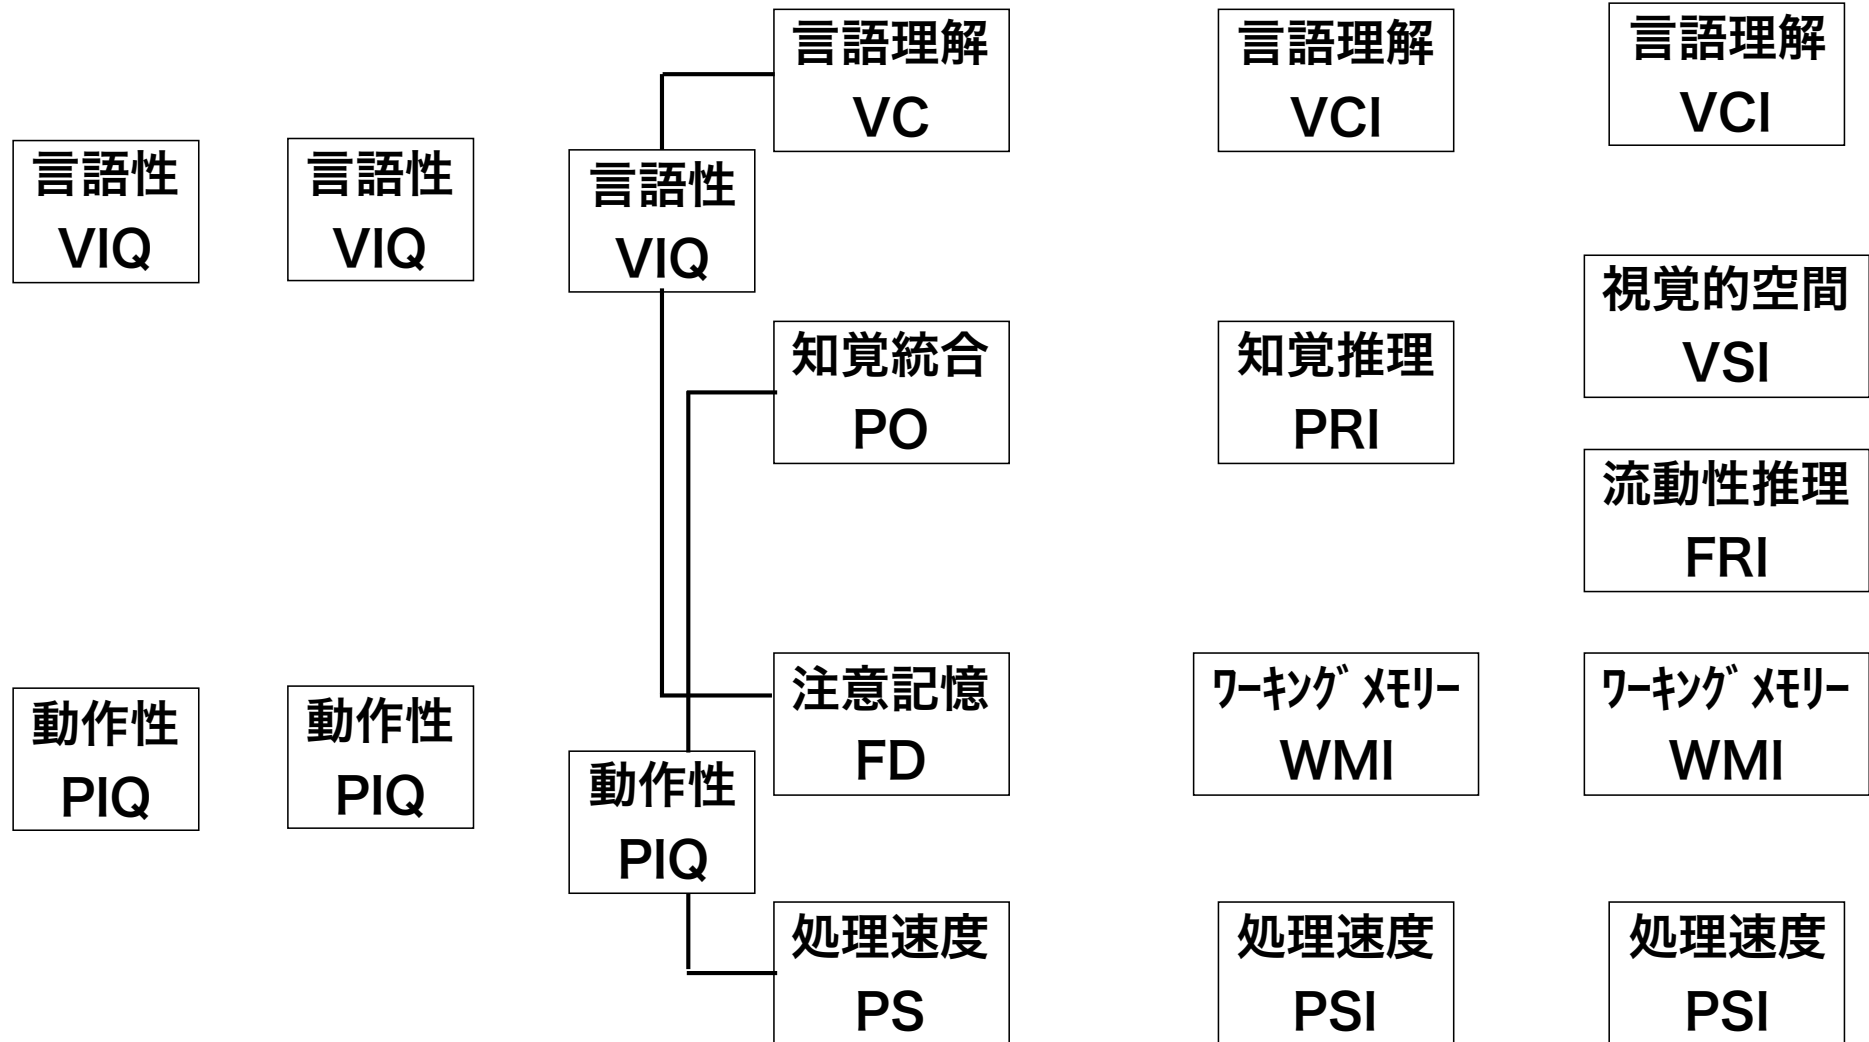 言語性
VIQ
動作性
PIQ
言語性
VIQ
動作性
PIQ
言語性
VIQ
動作性
PIQ
言語理解
VC
知覚統合
PO
注意記憶
FD
処理速度
PS
言語理解
VCI
知覚推理
PRI
ﾜｰｷﾝｸﾞﾒﾓﾘｰ
WMI
処理速度
PSI
言語理解
VCI
視覚的空間
VSI
流動性推理
FRI
ﾜｰｷﾝｸﾞﾒﾓﾘｰ
WMI
処理速度
PSI